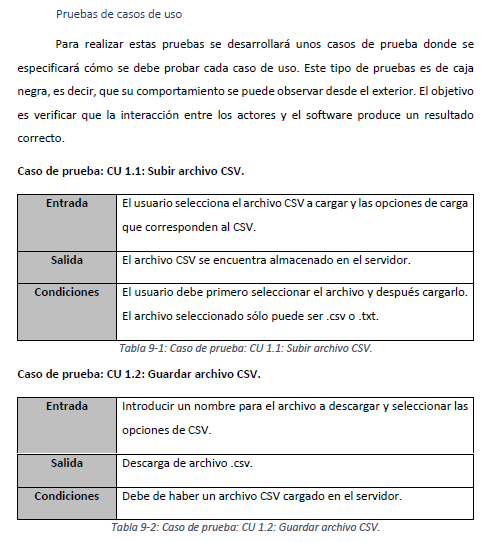 Pruebas de casos de uso
Para realizar estas pruebas se desarrollará unos casos de prueba donde se
especificará cómo se debe probar cada caso de uso. Este tipo de pruebas es de caja
negra, es decir, que su comportamiento se puede observar desde el exterior. El objetivo
es verificar que la interacción entre los actores y el software produce un resultado
correcto.
Caso de prueba: CU 1.1: Subir archivo CSV.
Entrada El usuario selecciona el archivo CSV a cargar y las opciones de carga
que corresponden al CSV.
Salida El archivo CSV se encuentra almacenado en el servidor.
Condiciones El usuario debe primero seleccionar el archivo y después cargarlo.
El archivo seleccionado sólo puede ser .csv o .txt.
Tabla 9-1: Caso de prueba: CU 1.1: Subir archivo CSV.
Caso de prueba: CU 1.2: Guardar archivo CSV.
Entrada Introducir un nombre para el archivo a descargar y seleccionar las
opciones de CSV.
Salida Descarga de archivo .csv.
Condiciones Debe de haber un archivo CSV cargado en el servidor.
Tabla 9-2: Caso de prueba: CU 1.2: Guardar archivo CSV.